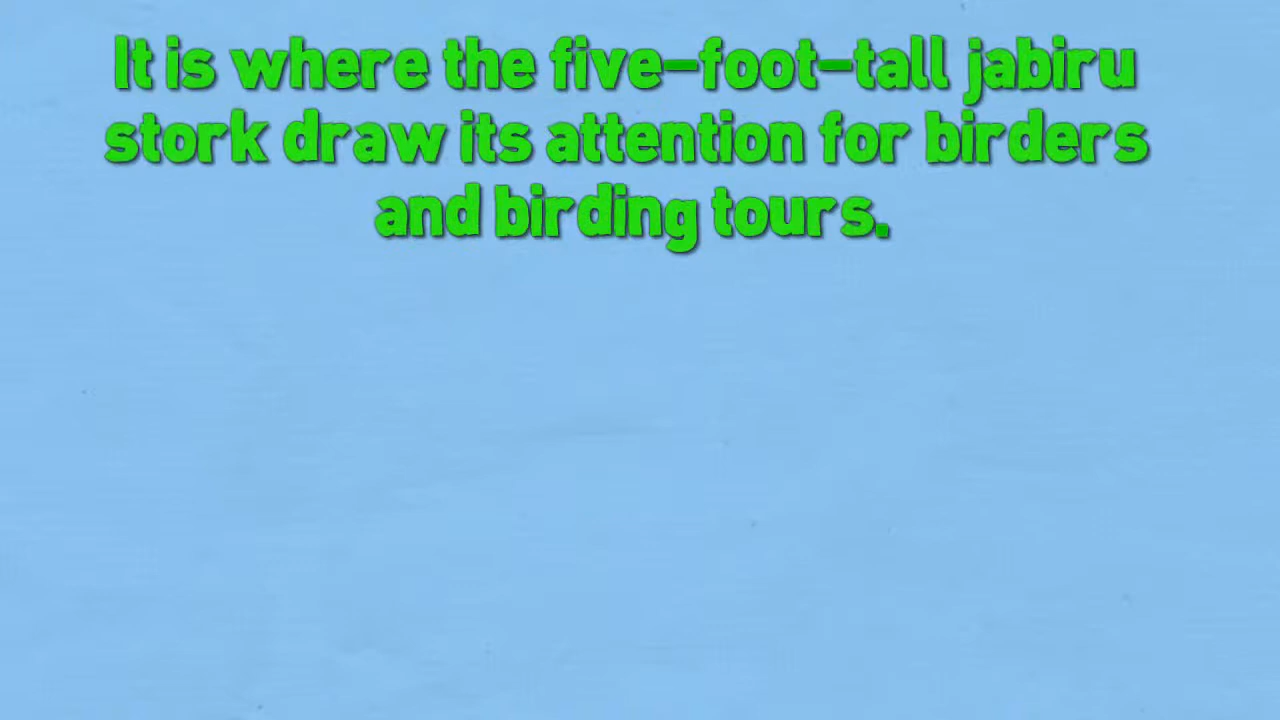 It is where the five-foot-tall jabiru
stork draw its attention for birders
and birding tours.